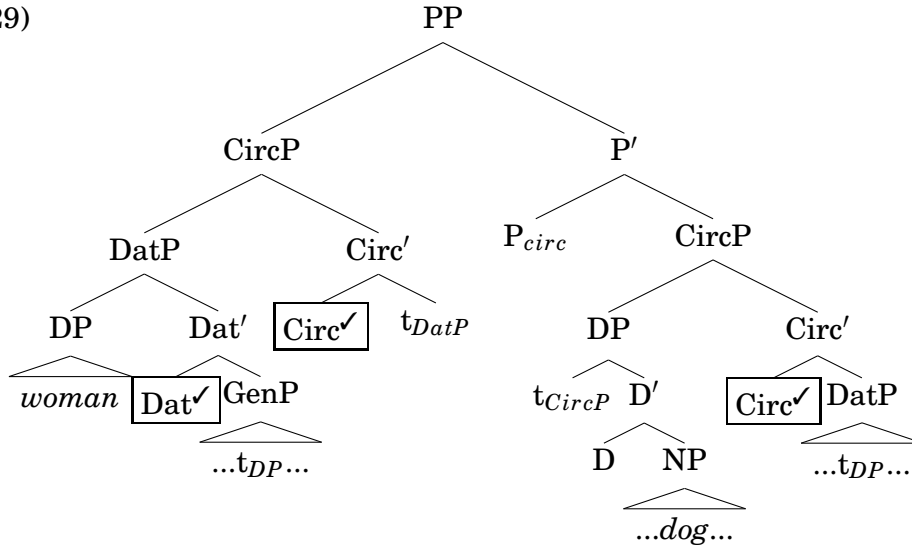 29) PP
CircP P′
DatP Circ′ P_circ CircP
DP Dat′ Circ✓ t_DatP DP Circ′
woman Dat✓ GenP t_CircP D′ Circ✓ DatP
...t_DP... D NP ...t_DP...
...dog...